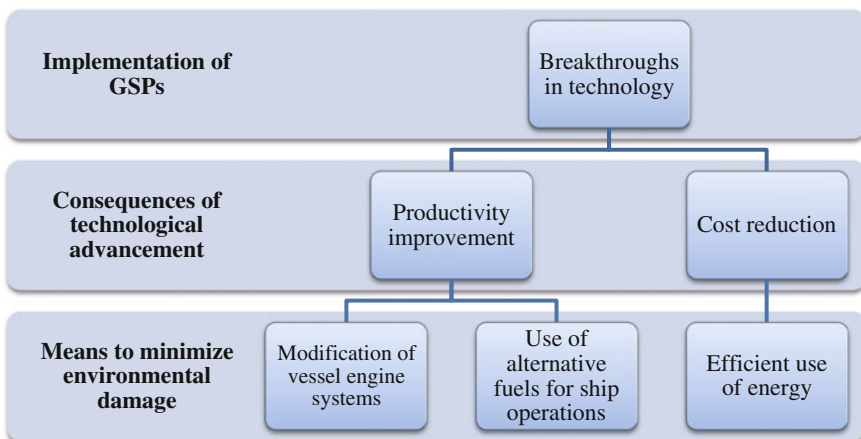 Implementation of
GSPs
Breakthroughs
in technology
Consequences of
technological
advancement
Productivity
improvement
Cost reduction
Means to minimize
environmental
damage
Modification of
vessel engine
systems
Use of
alternative
fuels for ship
operations
Efficient use
of energy